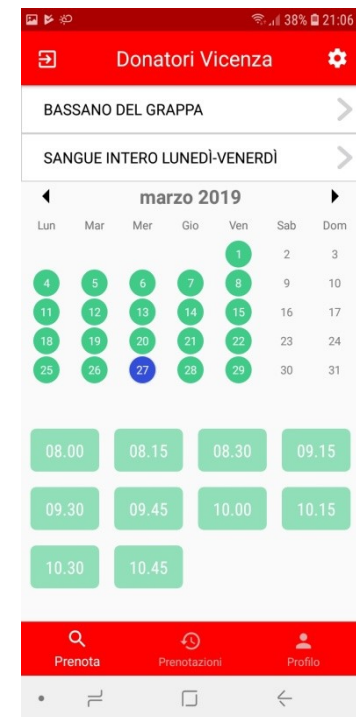 38% 21:06
Donatori Vicenza
BASSANO DEL GRAPPA
SANGUE INTERO LUNEDÌ-VENERDÌ
marzo 2019
Lun Mar Mer Gio Ven Sab Dom
1 2 3
4 5 6 7 8 9 10
11 12 13 14 15 16 17
18 19 20 21 22 23 24
25 26 27 28 29 30 31
08.00 08.15 08.30 09.15
09.30 09.45 10.00 10.15
10.30 10.45
Prenota Prenotazioni Profilo